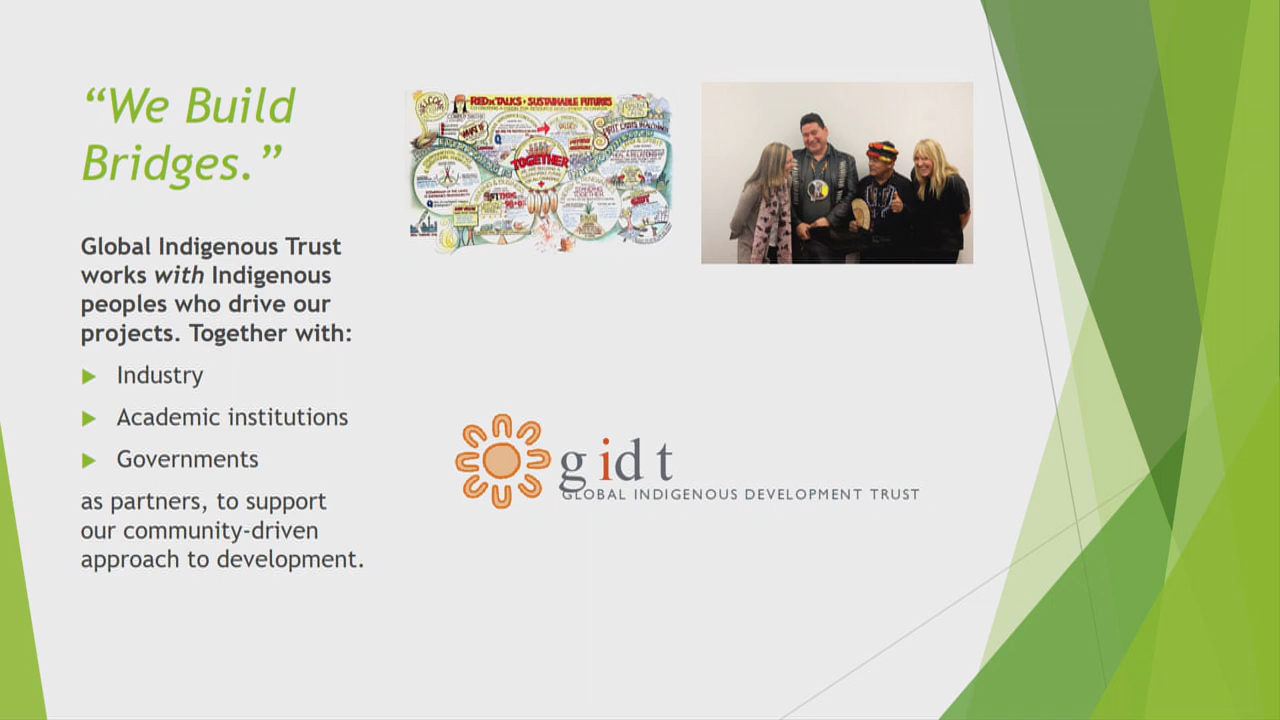 “We Build
Bridges.”
Global Indigenous Trust
works with Indigenous
peoples who drive our
projects. Together with:
Industry
Academic institutions
Governments
as partners, to support
our community-driven
approach to development.
WELCOME
REDx TALKS • SUSTAINABLE FUTURES
TOGETHER
gidt
GLOBAL INDIGENOUS DEVELOPMENT TRUST